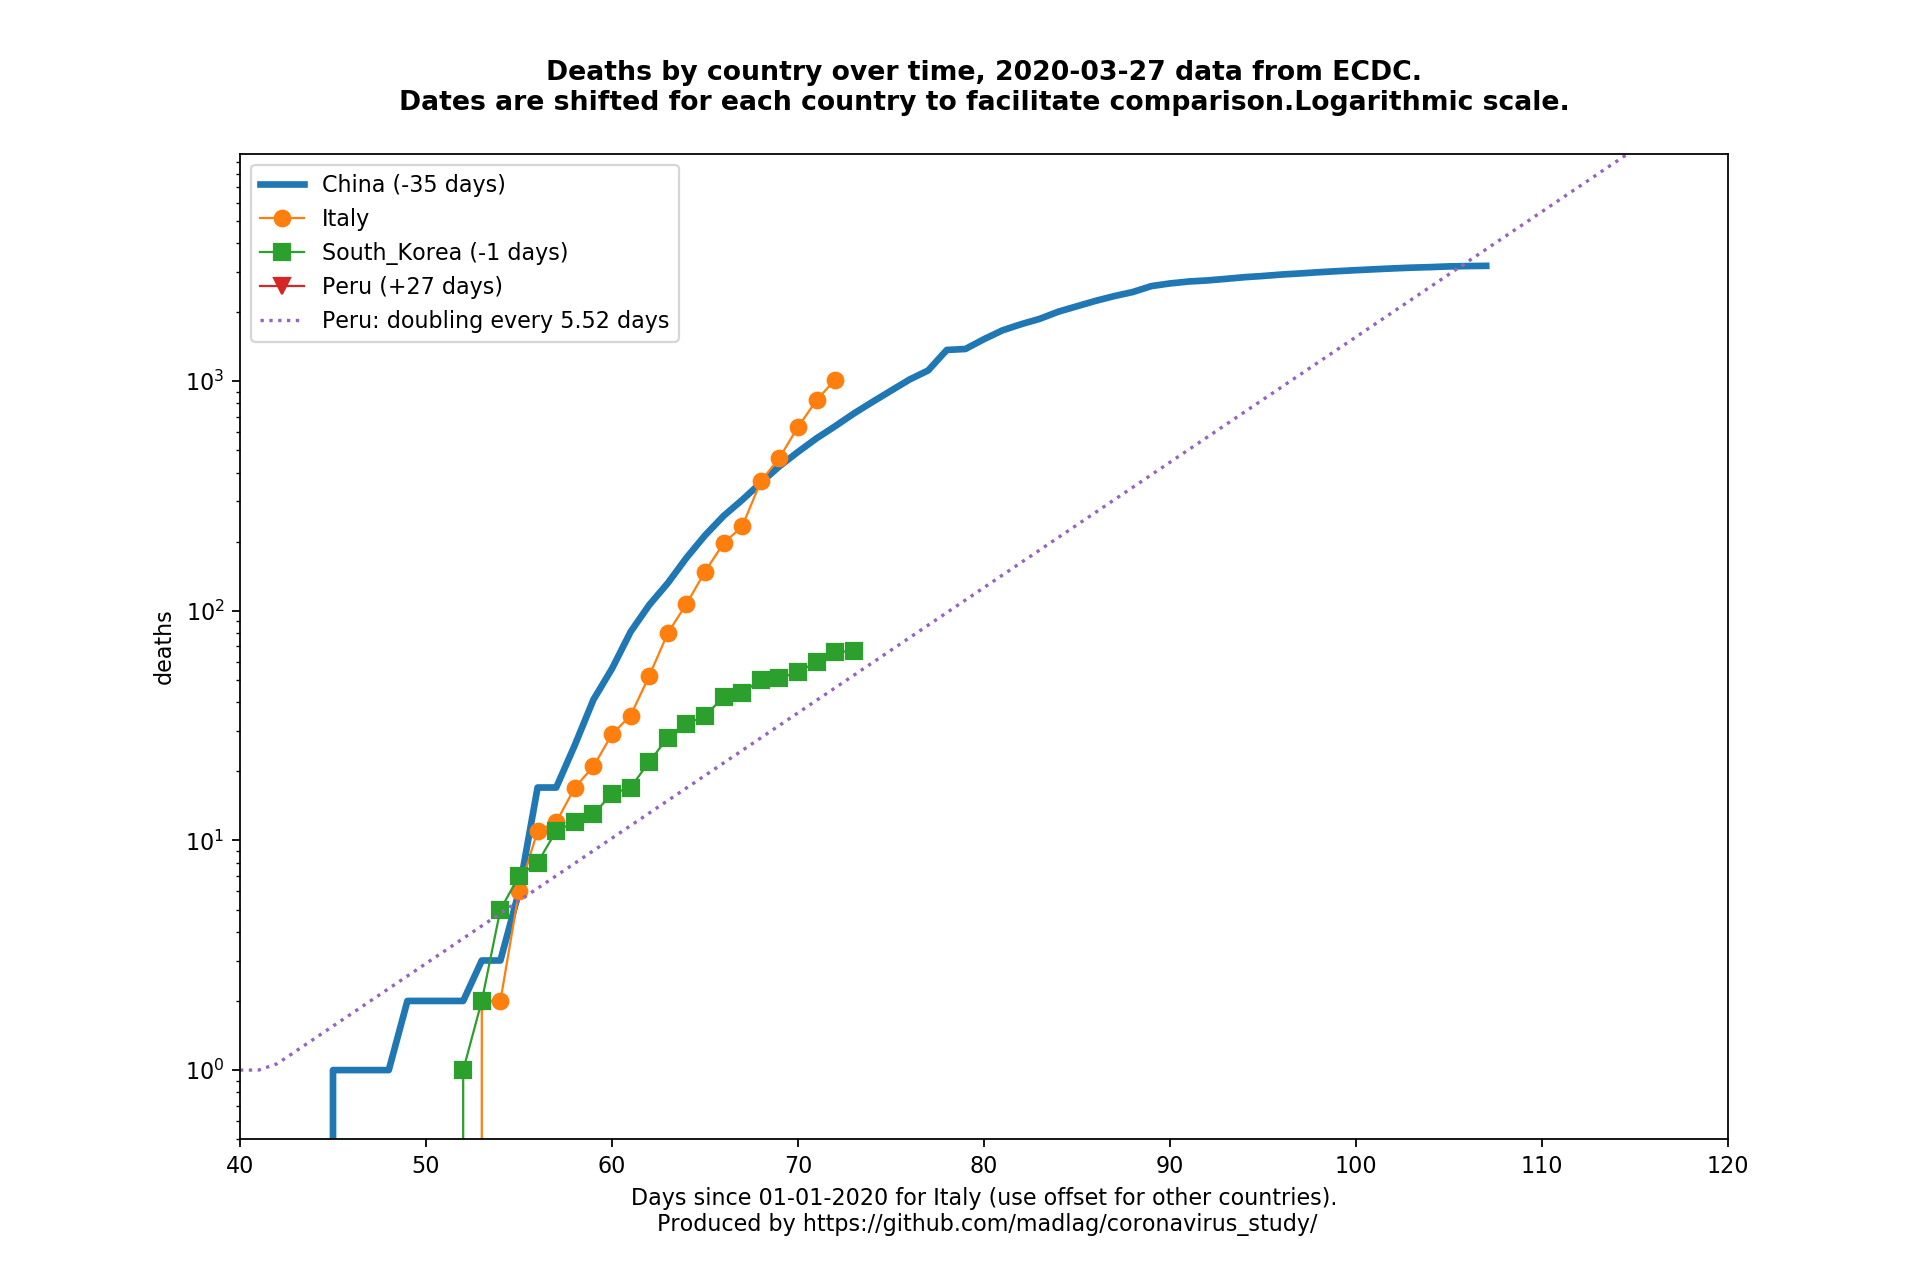 Deaths by country over time, 2020-03-27 data from ECDC.
Dates are shifted for each country to facilitate comparison.Logarithmic scale.
China (-35 days)
Italy
South_Korea (-1 days)
Peru (+27 days)
Peru: doubling every 5.52 days
10³
10²
10¹
10⁰
deaths
40 50 60 70 80 90 100 110 120
Days since 01-01-2020 for Italy (use offset for other countries).
Produced by https://github.com/madlag/coronavirus_study/